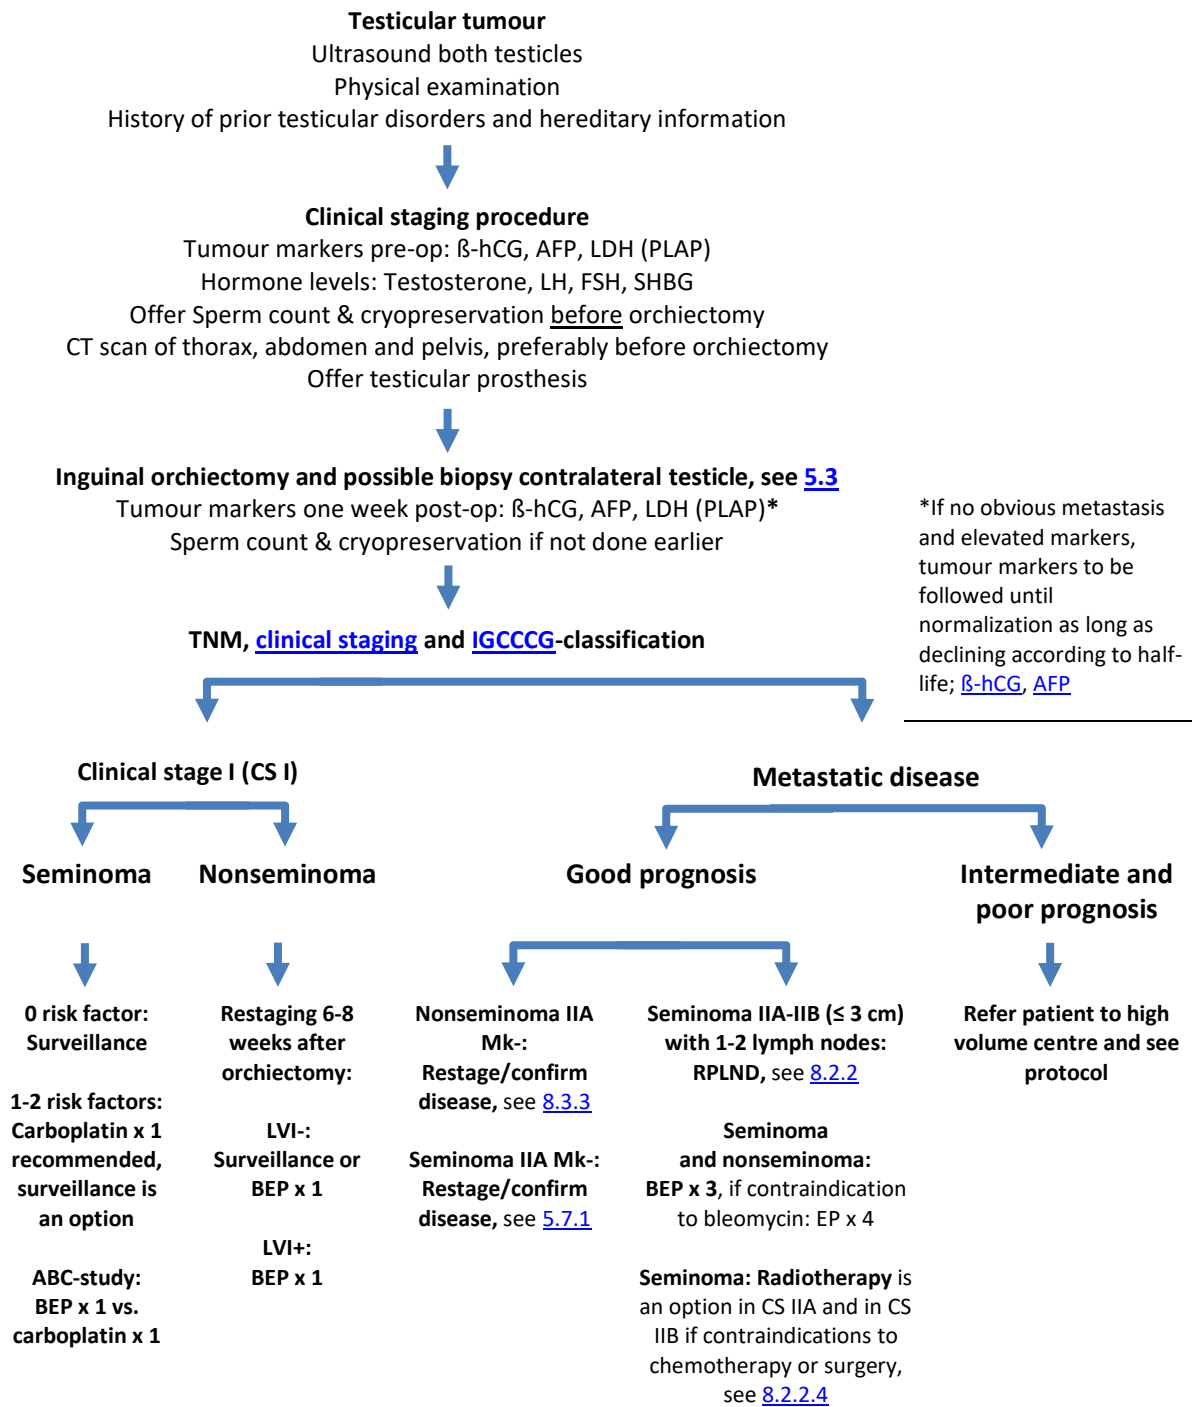 Testicular tumour
Ultrasound both testicles
Physical examination
History of prior testicular disorders and hereditary information
Clinical staging procedure
Tumour markers pre-op: ß-hCG, AFP, LDH (PLAP)
Hormone levels: Testosterone, LH, FSH, SHBG
Offer Sperm count & cryopreservation before orchiectomy
CT scan of thorax, abdomen and pelvis, preferably before orchiectomy
Offer testicular prosthesis
Inguinal orchiectomy and possible biopsy contralateral testicle, see 5.3
Tumour markers one week post-op: ß-hCG, AFP, LDH (PLAP)*
Sperm count & cryopreservation if not done earlier
*If no obvious metastasis
and elevated markers,
tumour markers to be
followed until
normalization as long as
declining according to half-
life; ß-hCG, AFP
TNM, clinical staging and IGCCCG-classification
Clinical stage I (CS I)
Metastatic disease
Seminoma
Nonseminoma
Good prognosis
Intermediate and
poor prognosis
0 risk factor:
Surveillance
1-2 risk factors:
Carboplatin x 1
recommended,
surveillance is
an option
ABC-study:
BEP x 1 vs.
carboplatin x 1
Restaging 6-8
weeks after
orchiectomy:
LVI-:
Surveillance or
BEP x 1
LVI+:
BEP x 1
Nonseminoma IIA
Mk-:
Restage/confirm
disease, see 8.3.3
Seminoma IIA Mk-:
Restage/confirm
disease, see 5.7.1
Seminoma IIA-IIB (≤ 3 cm)
with 1-2 lymph nodes:
RPLND, see 8.2.2
Seminoma
and nonseminoma:
BEP x 3, if contraindication
to bleomycin: EP x 4
Seminoma: Radiotherapy is
an option in CS IIA and in CS
IIB if contraindications to
chemotherapy or surgery,
see 8.2.2.4
Refer patient to high
volume centre and see
protocol